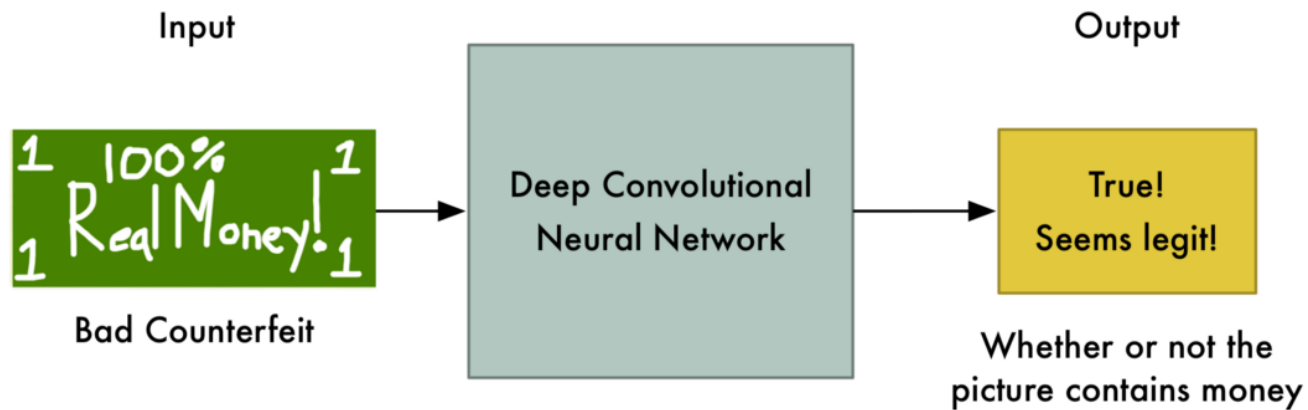 Input
Output
1 100% 1
Real Money!
1 1
Bad Counterfeit
Deep Convolutional
Neural Network
True!
Seems legit!
Whether or not the
picture contains money